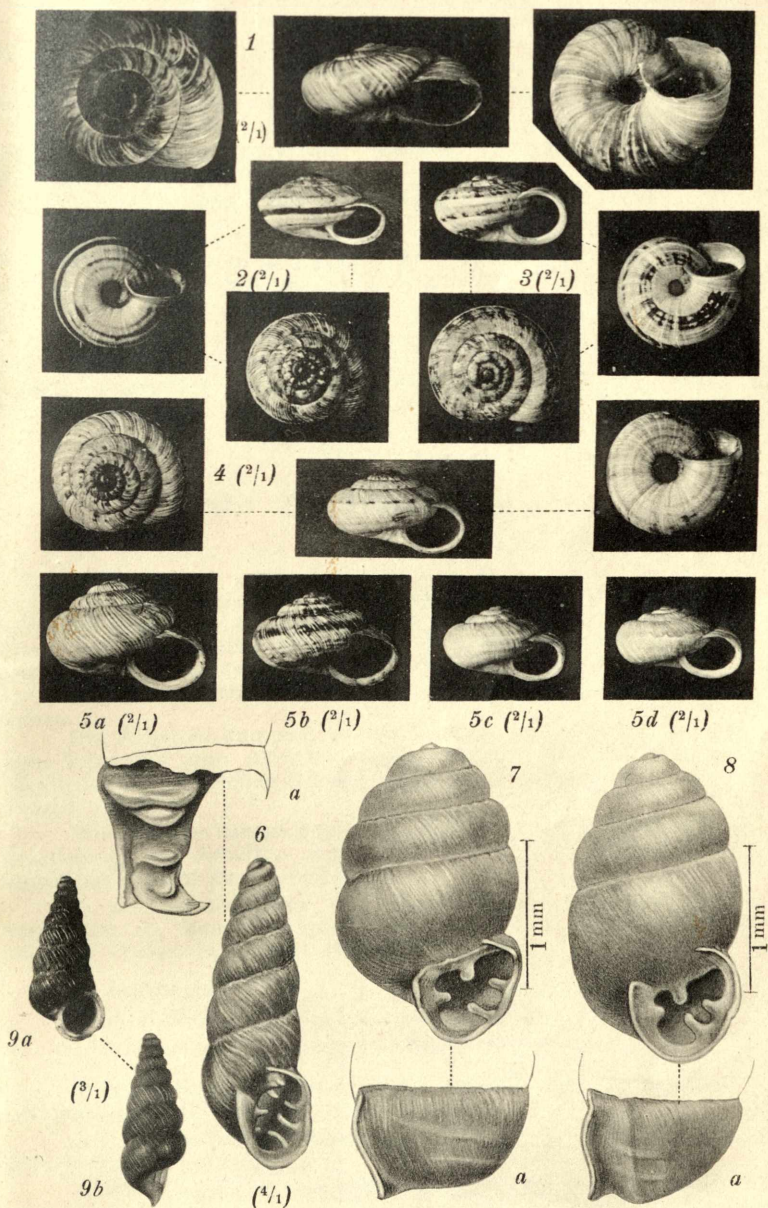 1
(²/₁)
2 (²/₁)
3 (²/₁)
4 (²/₁)
5a (²/₁)
5b (²/₁)
5c (²/₁)
5d (²/₁)
a
6
7
8
1 mm
1 mm
9a
(³/₁)
9b
(⁴/₁)
a
a